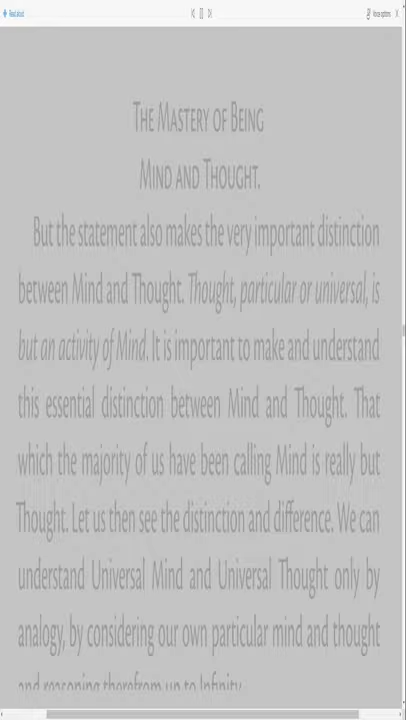 Read aloud
Voice options
THE MASTERY OF BEING
MIND AND THOUGHT.
But the statement also makes the very important distinction
between Mind and Thought. Thought, particular or universal, is
but an activity of Mind. It is important to make and understand
this essential distinction between Mind and Thought. That
which the majority of us have been calling Mind is really but
Thought. Let us then see the distinction and difference. We can
understand Universal Mind and Universal Thought only by
analogy, by considering our own particular mind and thought
and reasoning therefrom up to Infinity.